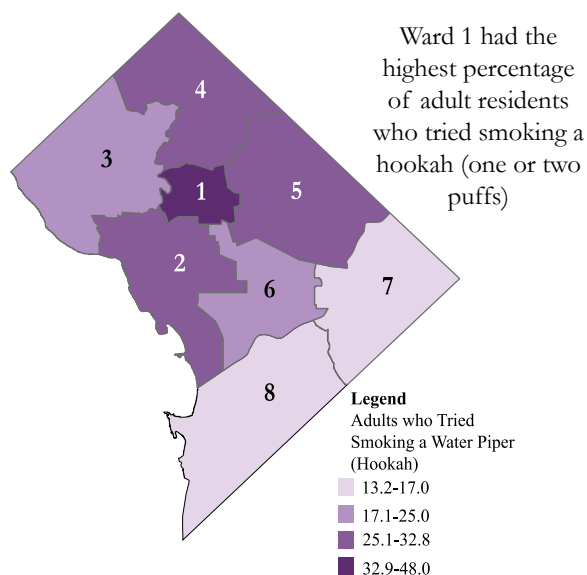 Ward 1 had the
highest percentage
of adult residents
who tried smoking a
hookah (one or two
puffs)
4
3
1
5
2
6
7
8
Legend
Adults who Tried
Smoking a Water Piper
(Hookah)
13.2-17.0
17.1-25.0
25.1-32.8
32.9-48.0